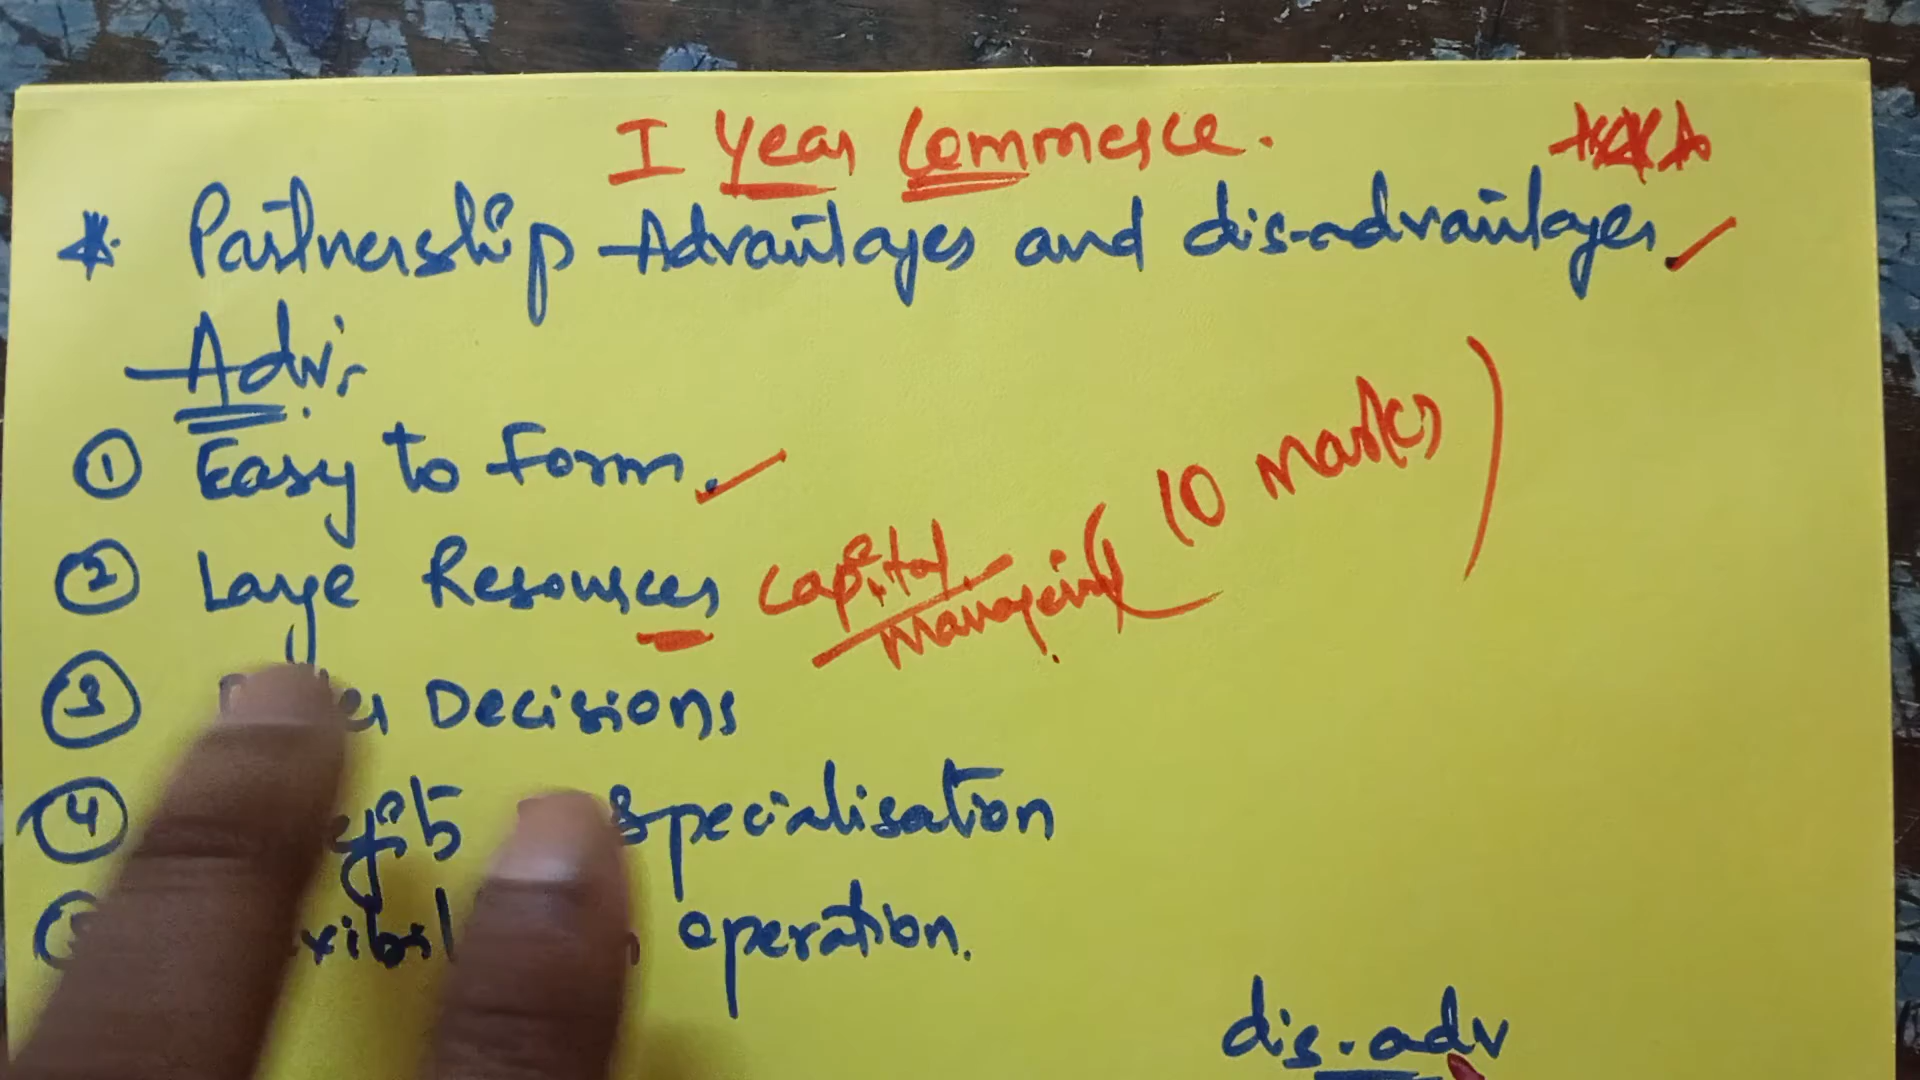 I Year Commerce.
* Partnership Advantages and dis-advantages
Adv's
① Easy to form.
② Large Resources capital
(10 marks)
③ Decisions
④ specialisation
operation.
dis-adv